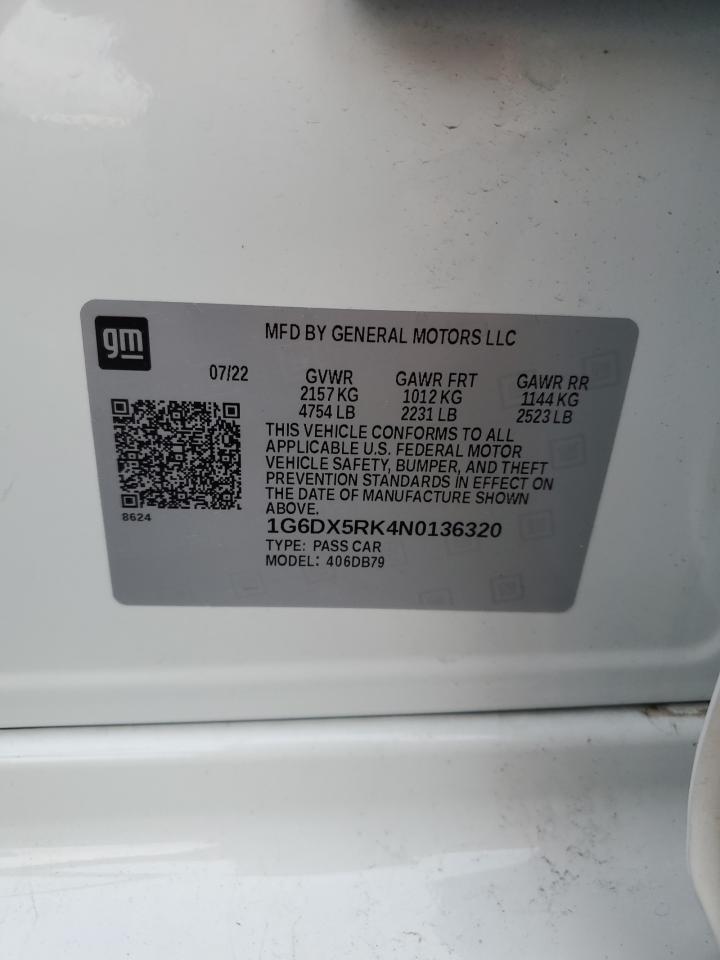 gm
MFD BY GENERAL MOTORS LLC
07/22 GVWR GAWR FRT GAWR RR
2157 KG 1012 KG 1144 KG
4754 LB 2231 LB 2523 LB
THIS VEHICLE CONFORMS TO ALL
APPLICABLE U.S. FEDERAL MOTOR
VEHICLE SAFETY, BUMPER, AND THEFT
PREVENTION STANDARDS IN EFFECT ON
THE DATE OF MANUFACTURE SHOWN
ABOVE.
8624
1G6DX5RK4N0136320
TYPE: PASS CAR
MODEL: 406DB79